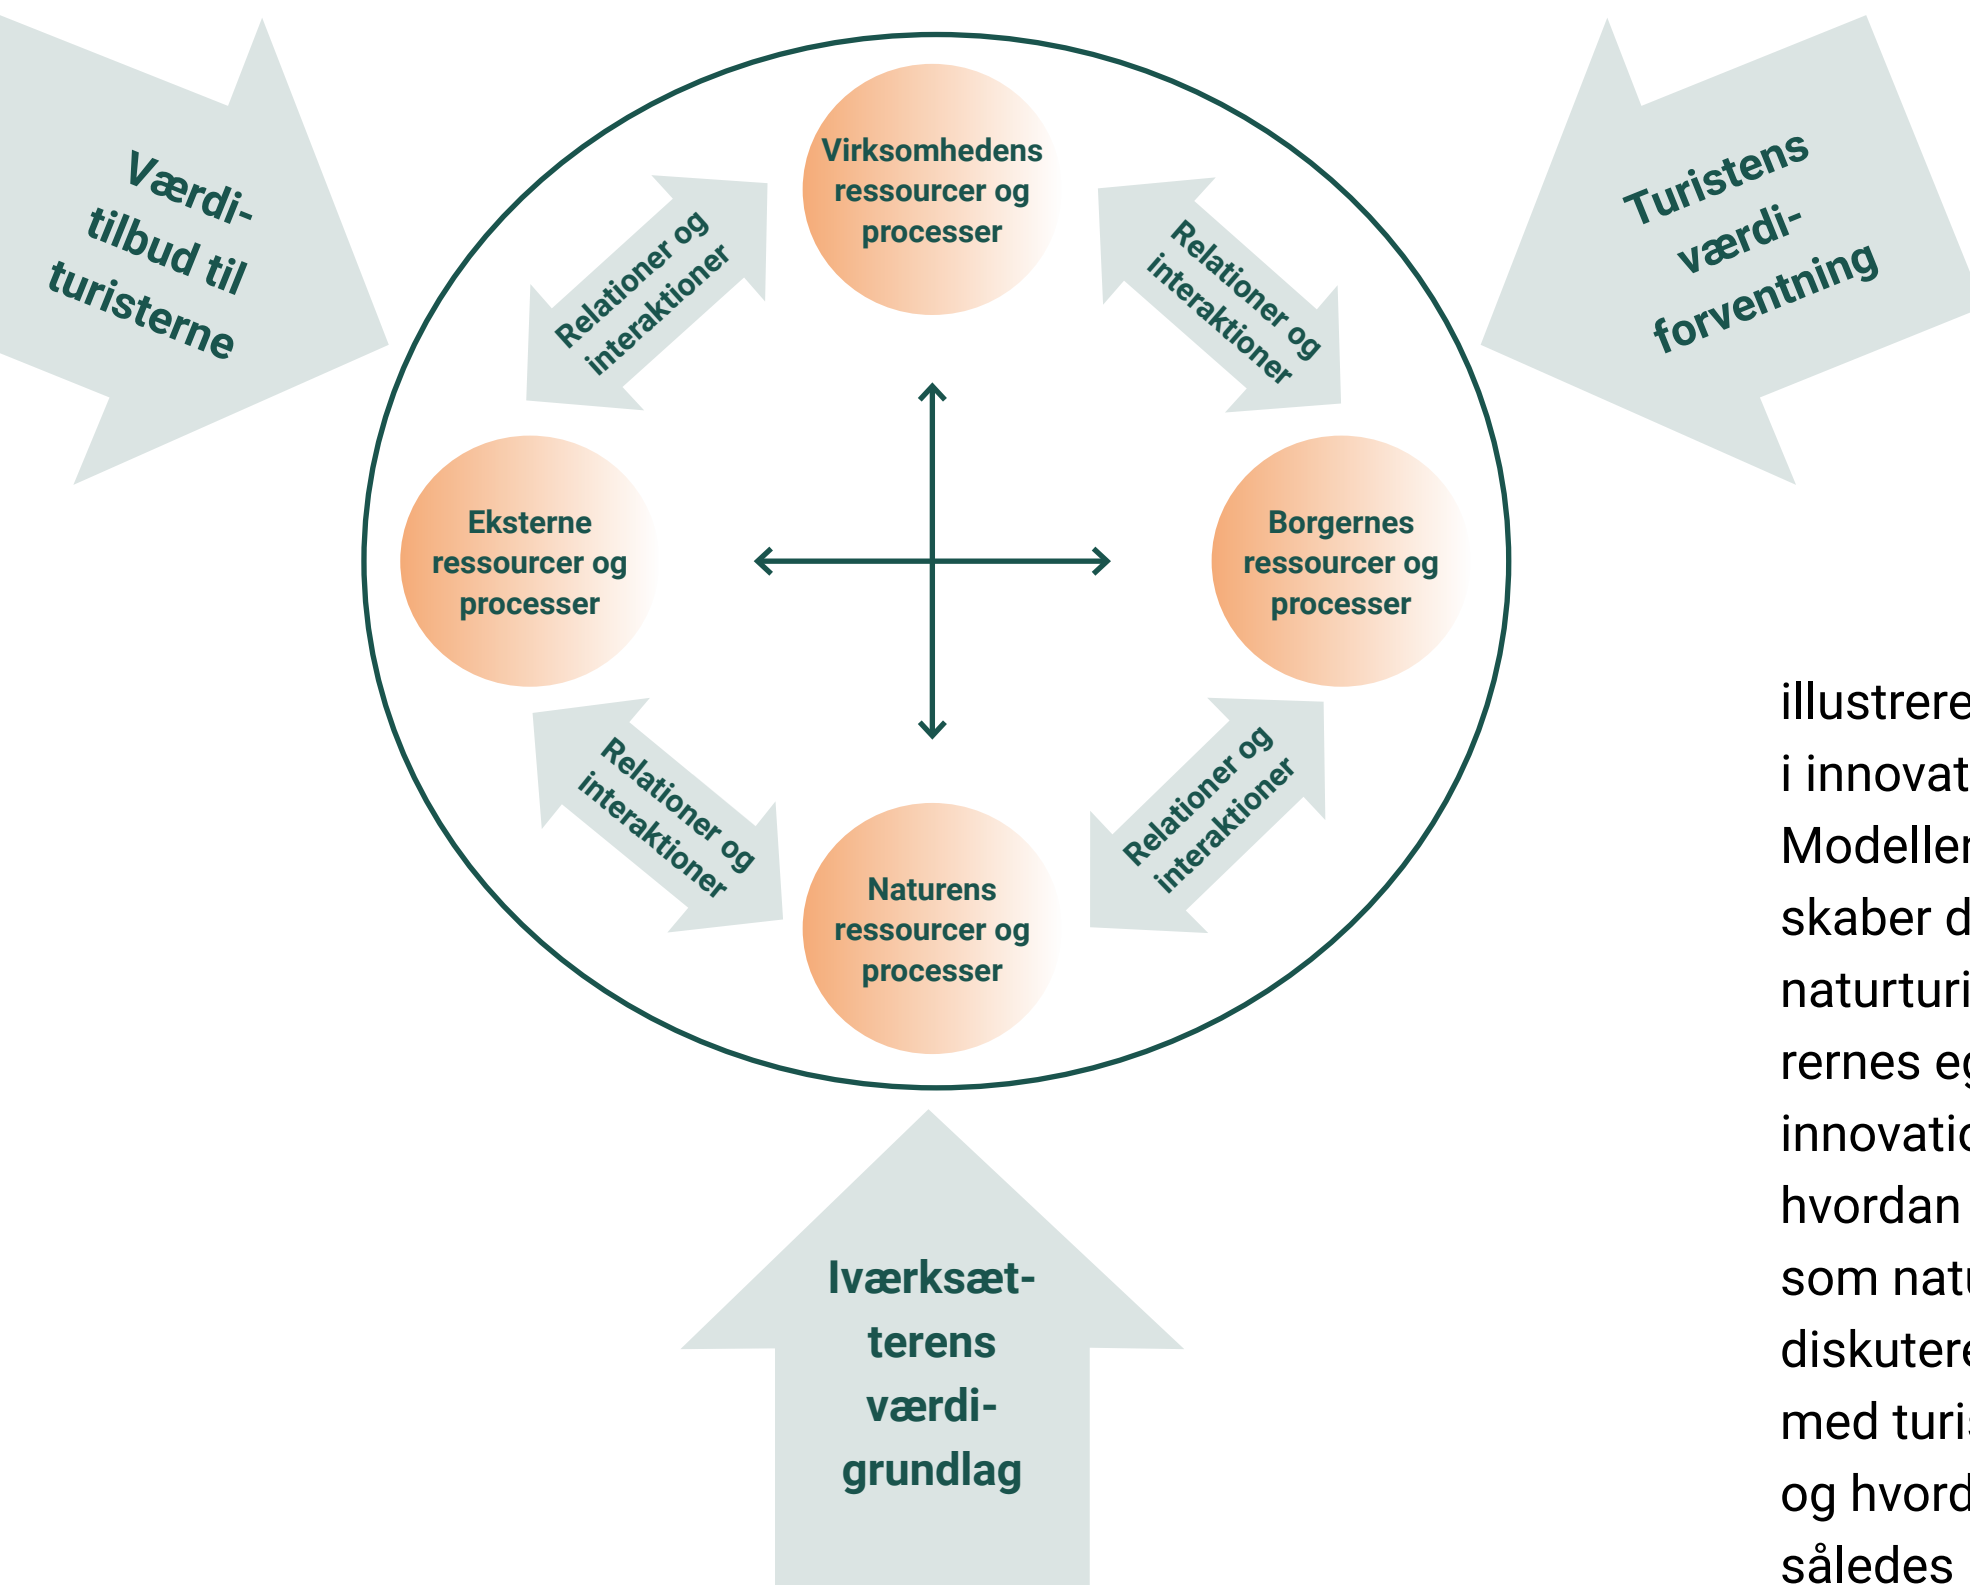 Værdi-
tilbud til
turisterne
Virksomhedens
ressourcer og
processer
Turistens
værdi-
forventning
Relationer og
interaktioner
Relationer og
interaktioner
Eksterne
ressourcer og
processer
Borgernes
ressourcer og
processer
Relationer og
interaktioner
Relationer og
interaktioner
Naturens
ressourcer og
processer
Iværksæt-
terens
værdi-
grundlag
illustrere
i innovat
Modeller
skaber d
naturturi
rernes eg
innovatio
hvordan
som natu
diskutere
med turis
og hvord
således